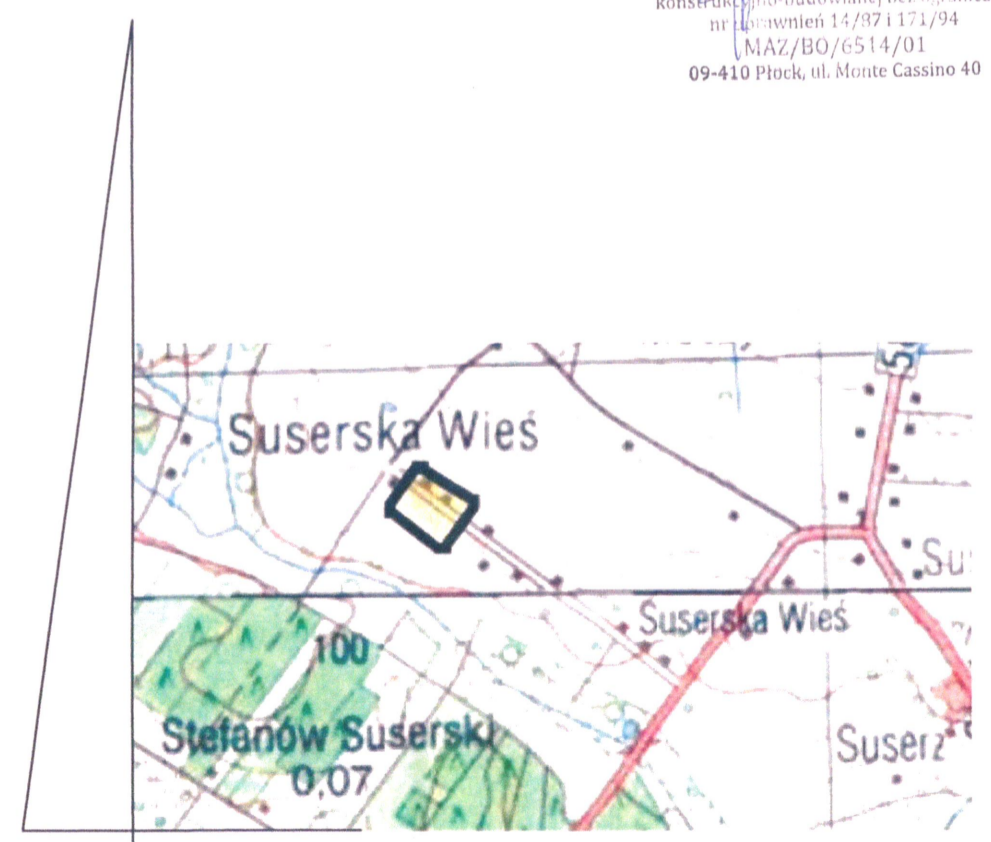 nr uprawnień 14/87 i 171/94
MAZ/BO/6514/01
09-410 Płock, ul. Monte Cassino 40
Suserska Wieś
Su
Suserska Wieś
100
Stefanów Suserski
0,07
Suserz